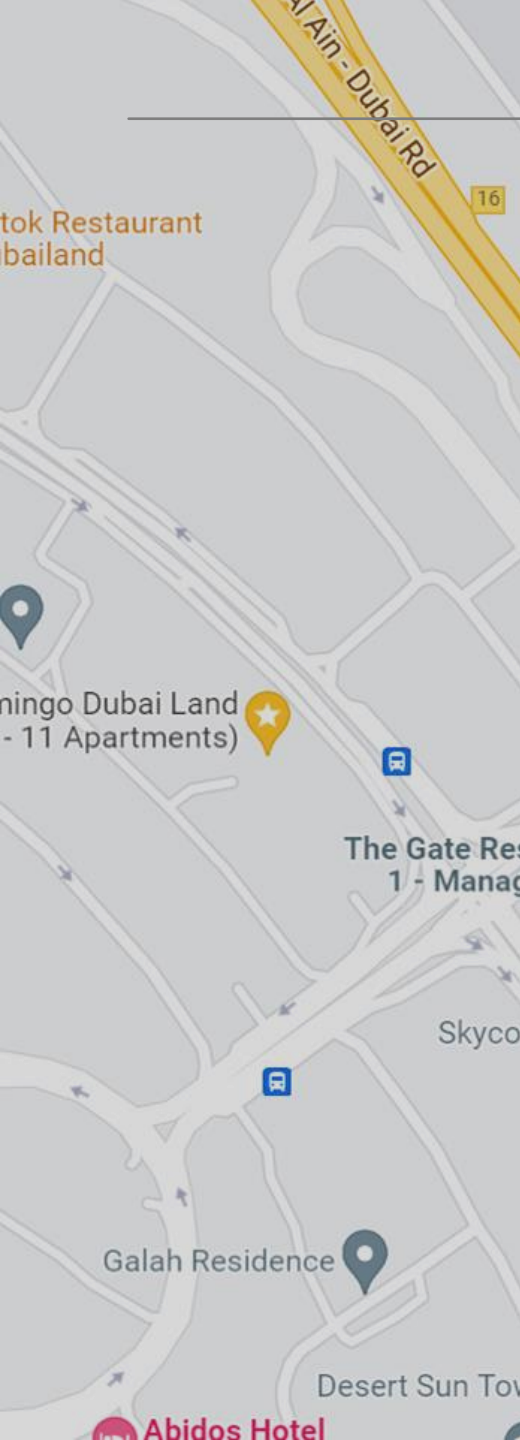 Al Ain - Dubai Rd
16
tok Restaurant
bailand
mingo Dubai Land
- 11 Apartments)
The Gate Res
1 - Manag
Skyco
Galah Residence
Desert Sun Tov
Abidos Hotel